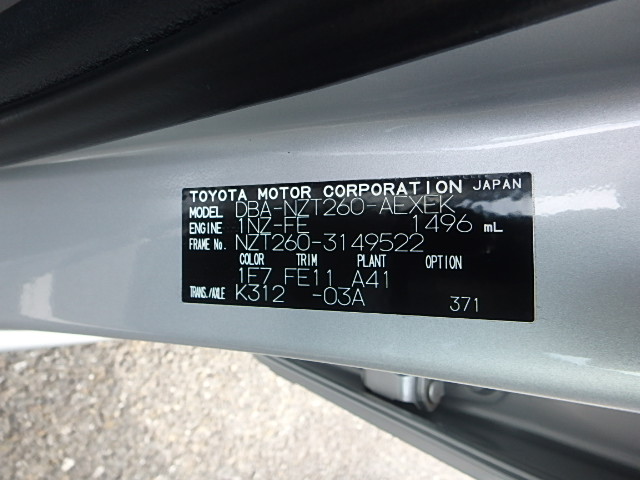 TOYOTA MOTOR CORPORATION JAPAN
MODEL DBA-NZT260-AEXEK
ENGINE 1NZ-FE 1496 mL
FRAME No. NZT260-3149522
COLOR TRIM PLANT OPTION
1F7 FE11 A41
TRANS./AXLE K312 -03A
371